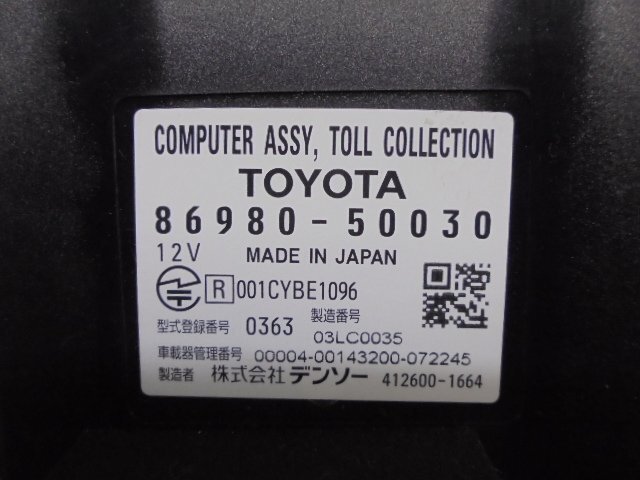 COMPUTER ASSY, TOLL COLLECTION
TOYOTA
86980-50030
12V MADE IN JAPAN
R 001CYBE1096
型式登録番号 0363 製造番号 03LC0035
車載器管理番号 00004-00143200-072245
製造者 株式会社デンソー 412600-1664